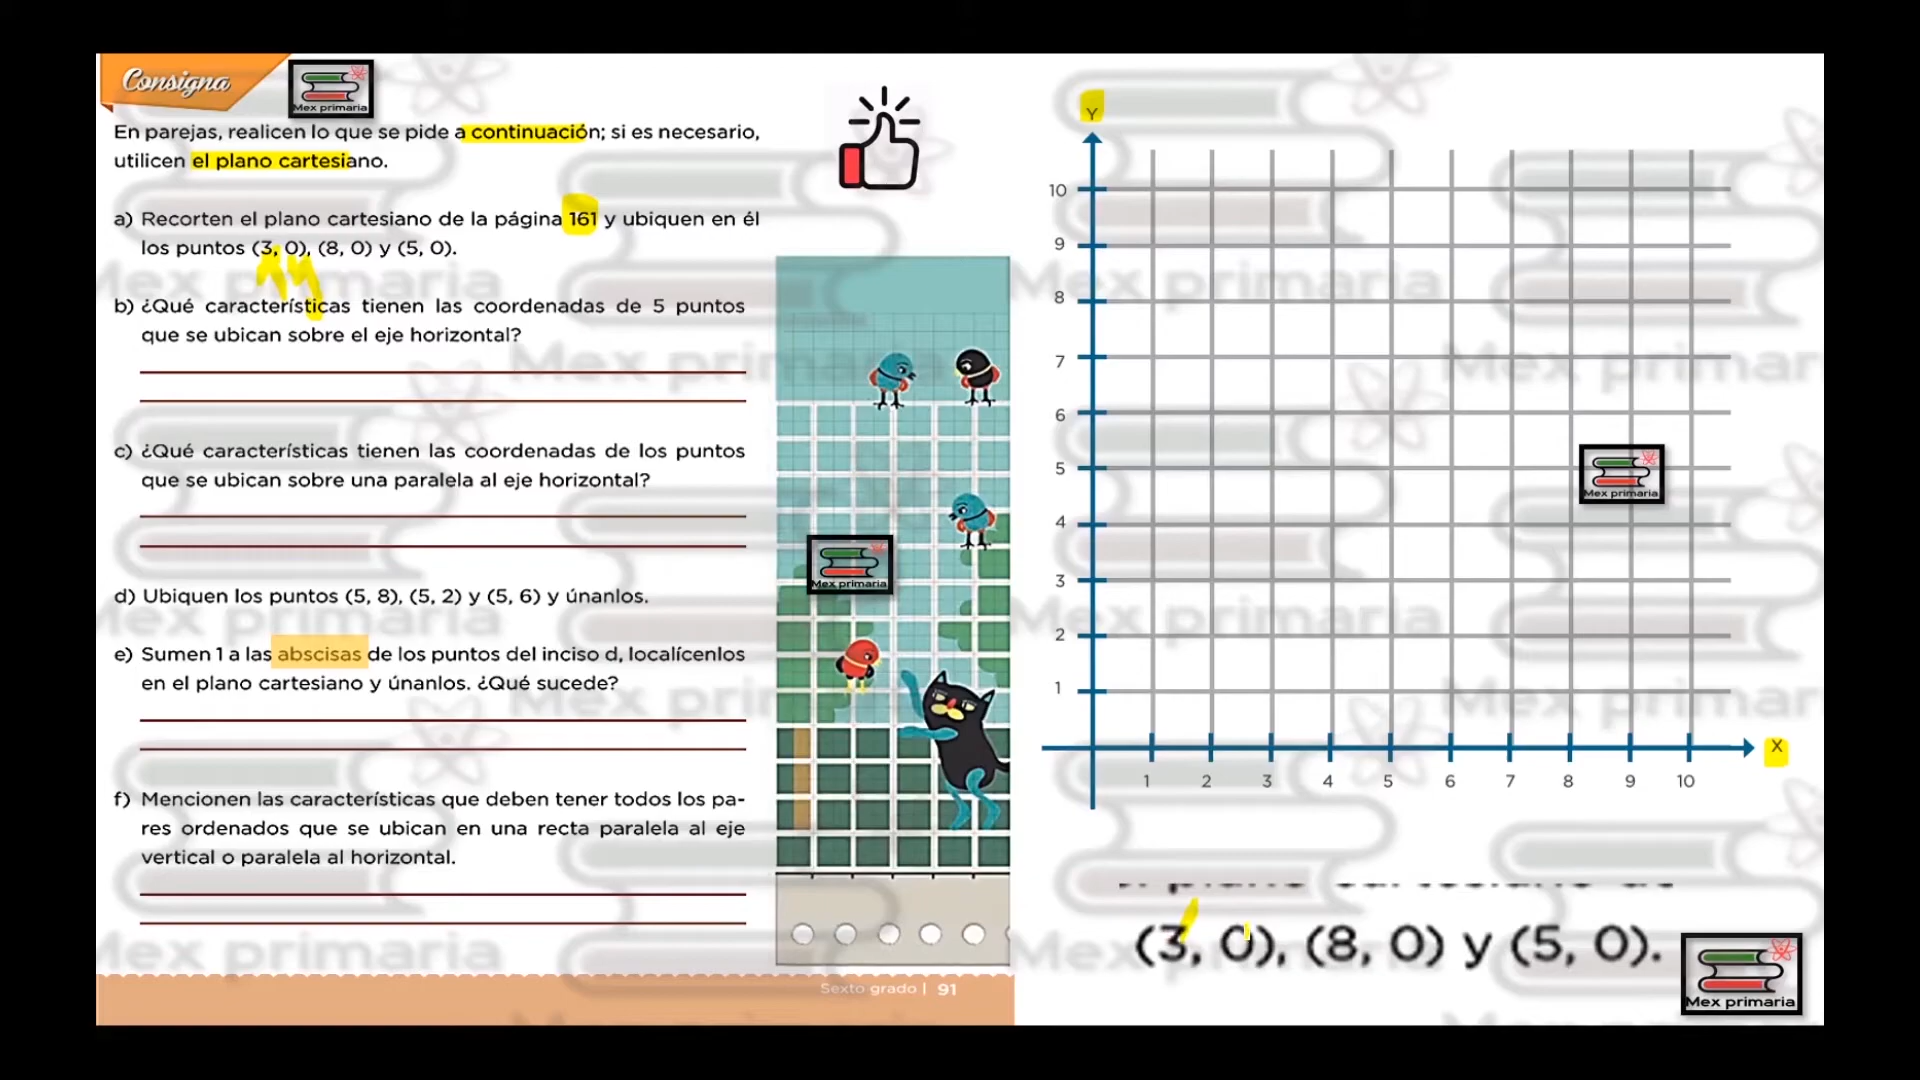 Consigna
Mex primaria
En parejas, realicen lo que se pide a continuación; si es necesario,
utilicen el plano cartesiano.
a) Recorten el plano cartesiano de la página 161 y ubiquen en él
los puntos (3, 0), (8, 0) y (5, 0).
b) ¿Qué características tienen las coordenadas de 5 puntos
que se ubican sobre el eje horizontal?
c) ¿Qué características tienen las coordenadas de los puntos
que se ubican sobre una paralela al eje horizontal?
d) Ubiquen los puntos (5, 8), (5, 2) y (5, 6) y únanlos.
e) Sumen 1 a las abscisas de los puntos del inciso d, localícenlos
en el plano cartesiano y únanlos. ¿Qué sucede?
f) Mencionen las características que deben tener todos los pa-
res ordenados que se ubican en una recta paralela al eje
vertical o paralela al horizontal.
Mex primaria
Sexto grado | 91
Y
10
9
8
7
6
5
4
3
2
1
X
1 2 3 4 5 6 7 8 9 10
Mex primaria
(3, 0), (8, 0) y (5, 0).
Mex primaria